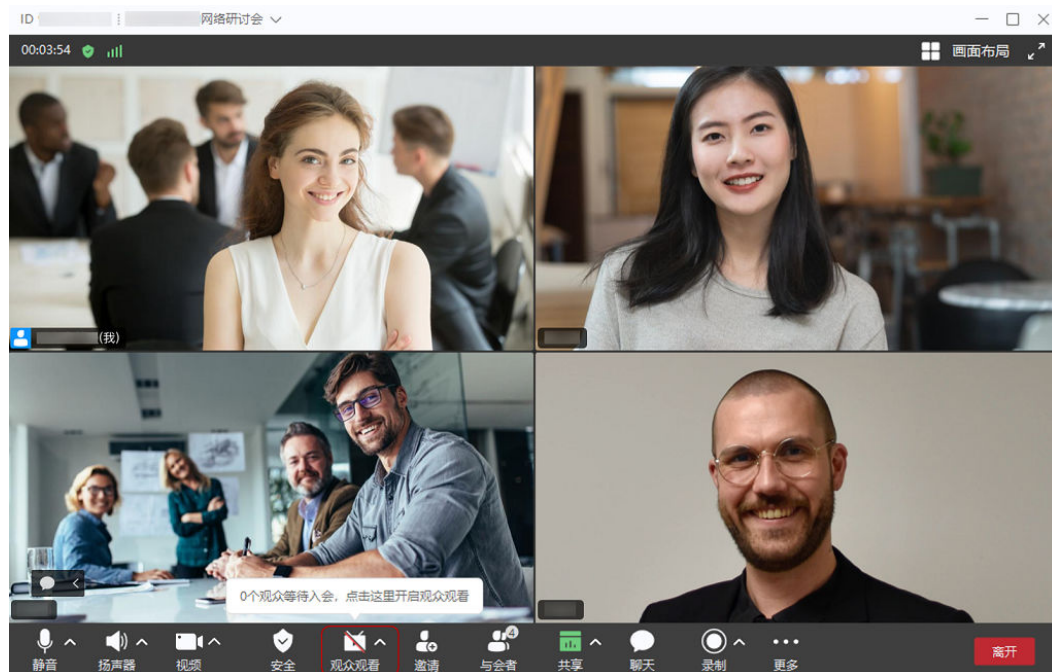 ID
网络研讨会
00:03:54
画面布局
(我)
0个观众等待入会，点击这里开启观众观看
4
静音
扬声器
视频
安全
观众观看
邀请
与会者
共享
聊天
录制
更多
离开